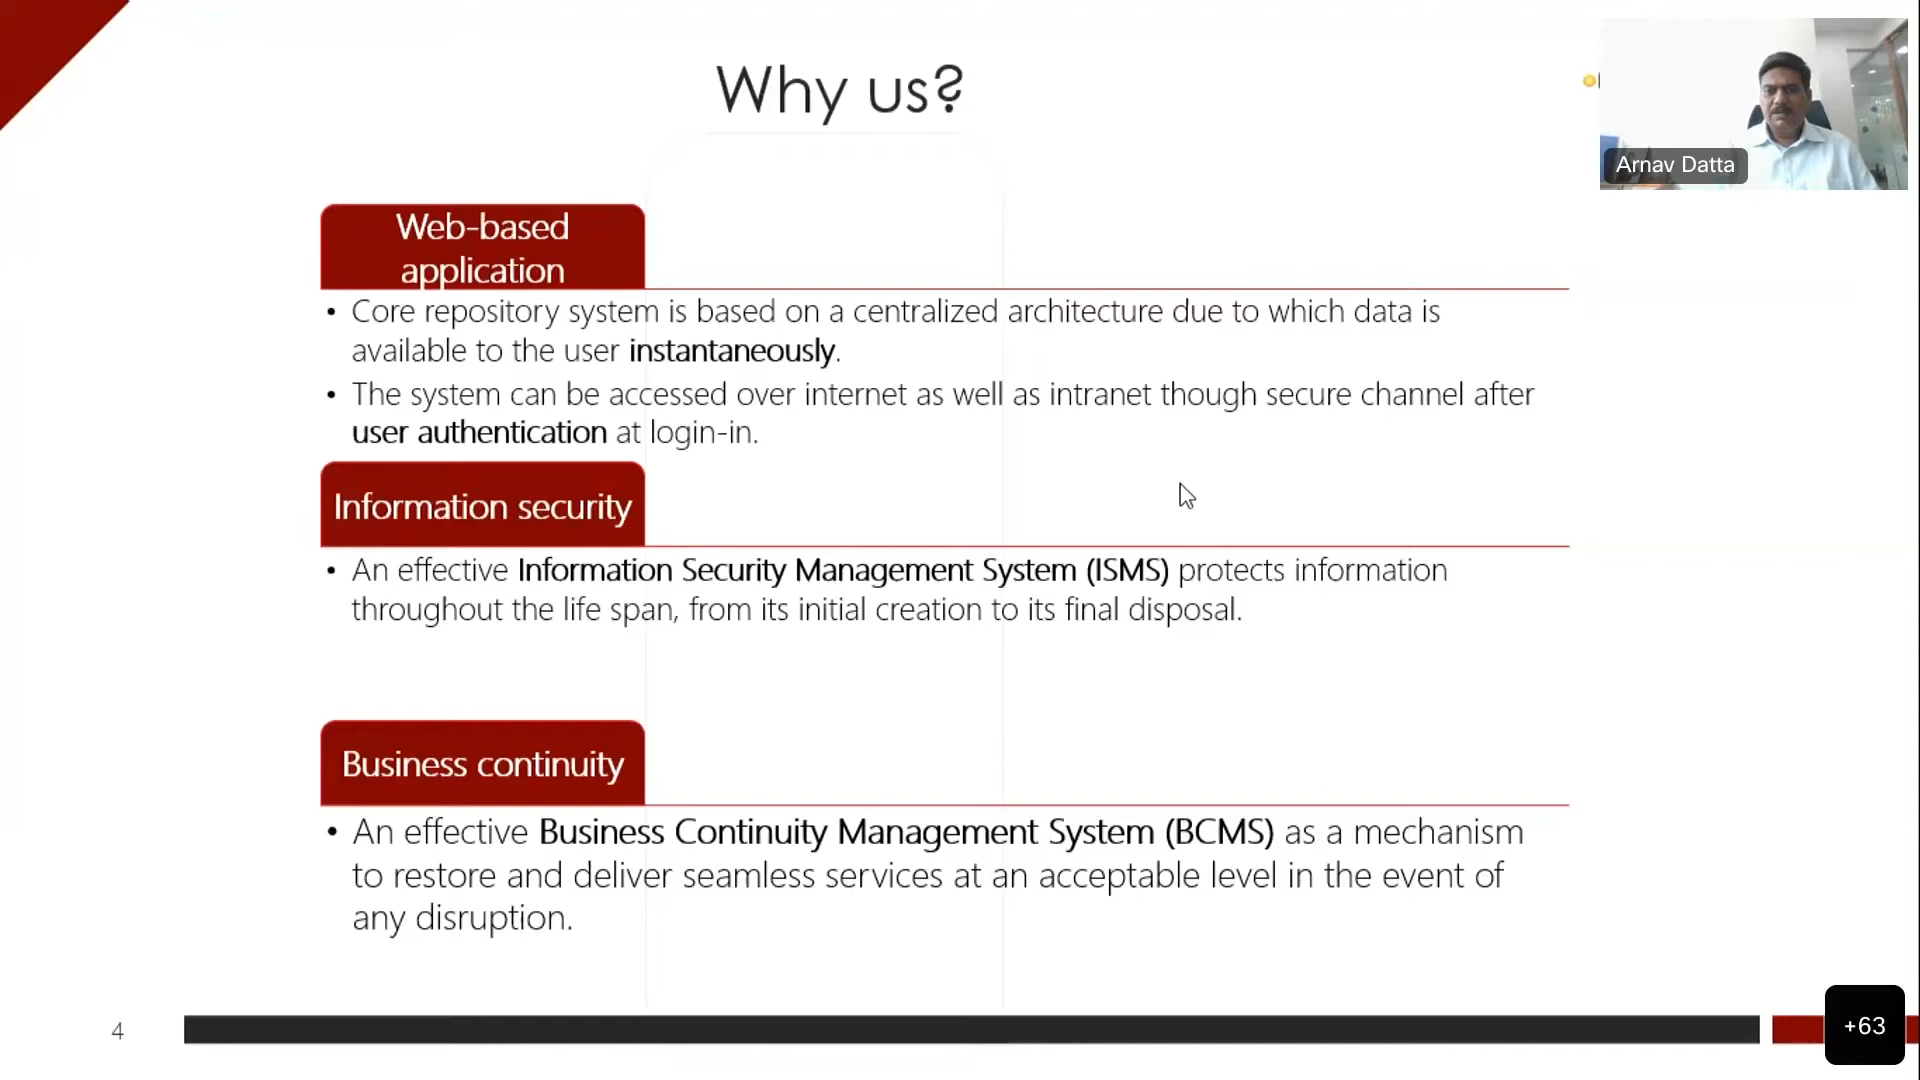 Why us?
Arnav Datta
Web-based
application
• Core repository system is based on a centralized architecture due to which data is
available to the user instantaneously.
• The system can be accessed over internet as well as intranet though secure channel after
user authentication at login-in.
Information security
• An effective Information Security Management System (ISMS) protects information
throughout the life span, from its initial creation to its final disposal.
Business continuity
• An effective Business Continuity Management System (BCMS) as a mechanism
to restore and deliver seamless services at an acceptable level in the event of
any disruption.
4
+63